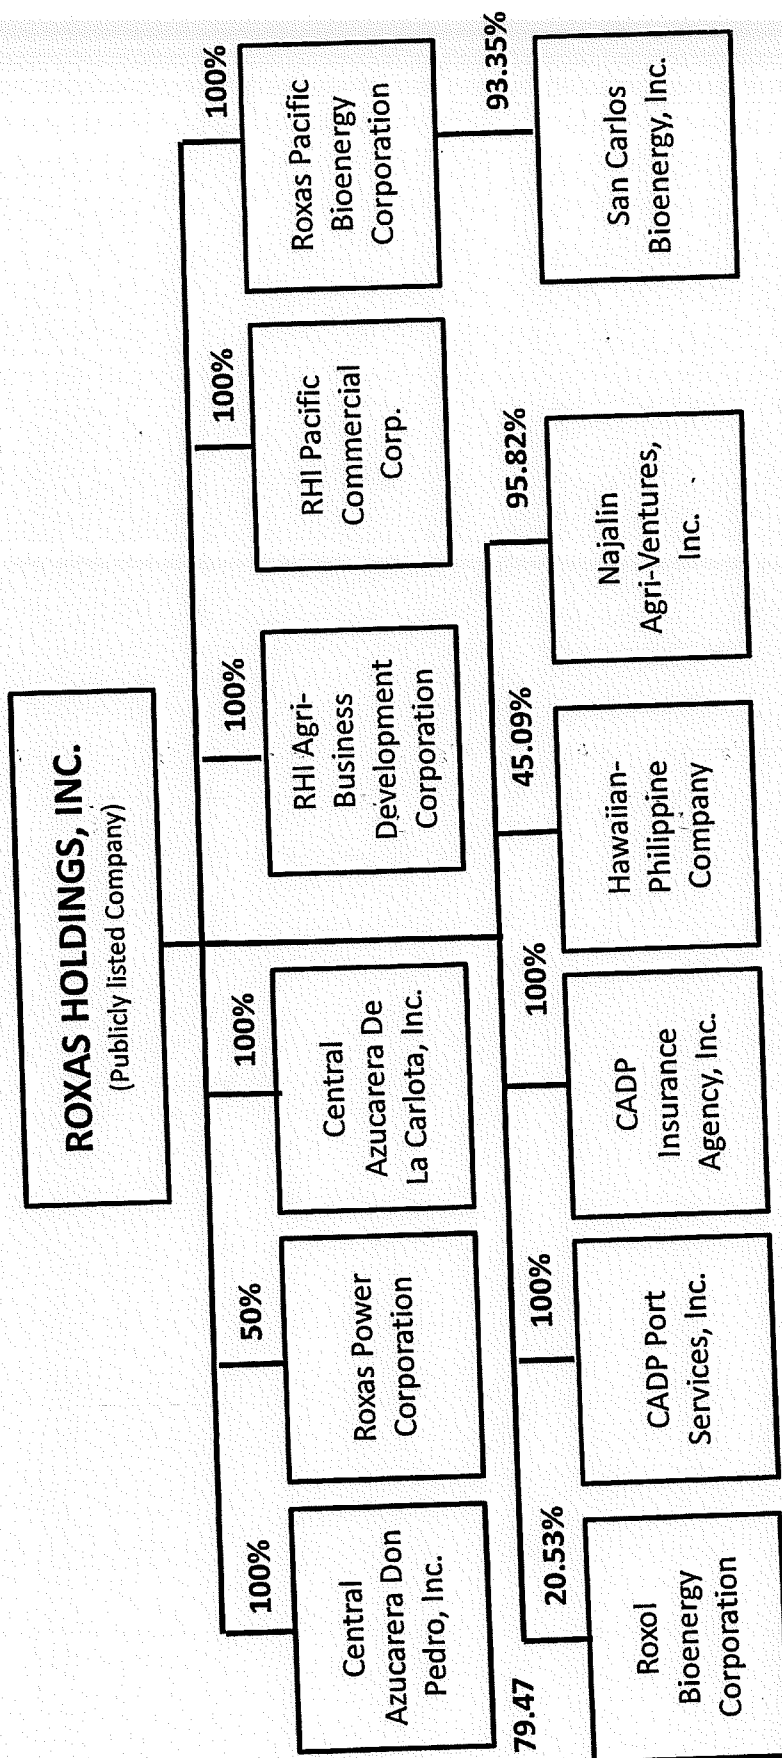 ROXAS HOLDINGS, INC.
(Publicly listed Company)
100%
50%
100%
100%
100%
100%
Central
Azucarera Don
Pedro, Inc.
Roxas Power
Corporation
Central
Azucarera De
La Carlota, Inc.
RHI Agri-
Business
Development
Corporation
RHI Pacific
Commercial
Corp.
Roxas Pacific
Bioenergy
Corporation
79.47
20.53%
100%
100%
45.09%
95.82%
93.35%
Roxol
Bioenergy
Corporation
CADP Port
Services, Inc.
CADP
Insurance
Agency, Inc.
Hawaiian-
Philippine
Company
Najalin
Agri-Ventures,
Inc.
San Carlos
Bioenergy, Inc.